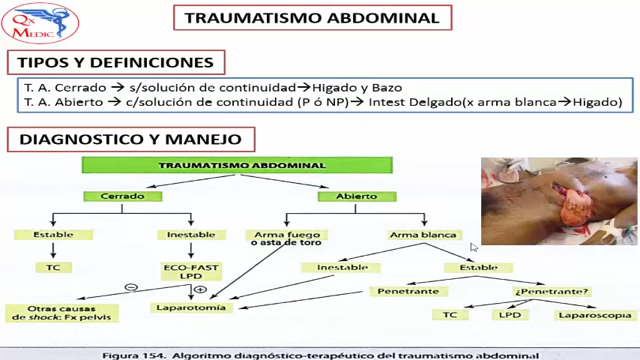 Qx
MEDIC
TRAUMATISMO ABDOMINAL
TIPOS Y DEFINICIONES
T. A. Cerrado → s/solución de continuidad→Higado y Bazo
T. A. Abierto → c/solución de continuidad (P ó NP)→ Intest Delgado(x arma blanca→Higado)
DIAGNOSTICO Y MANEJO
TRAUMATISMO ABDOMINAL
Cerrado
Abierto
Estable
Inestable
Arma fuego
o asta de toro
Arma blanca
TC
ECO-FAST
LPD
Inestable
Estable
Otras causas
de shock: Fx pelvis
Laparotomía
Penetrante
¿Penetrante?
TC
LPD
Laparoscopia
Figura 154. Algoritmo diagnóstico-terapéutico del traumatismo abdominal